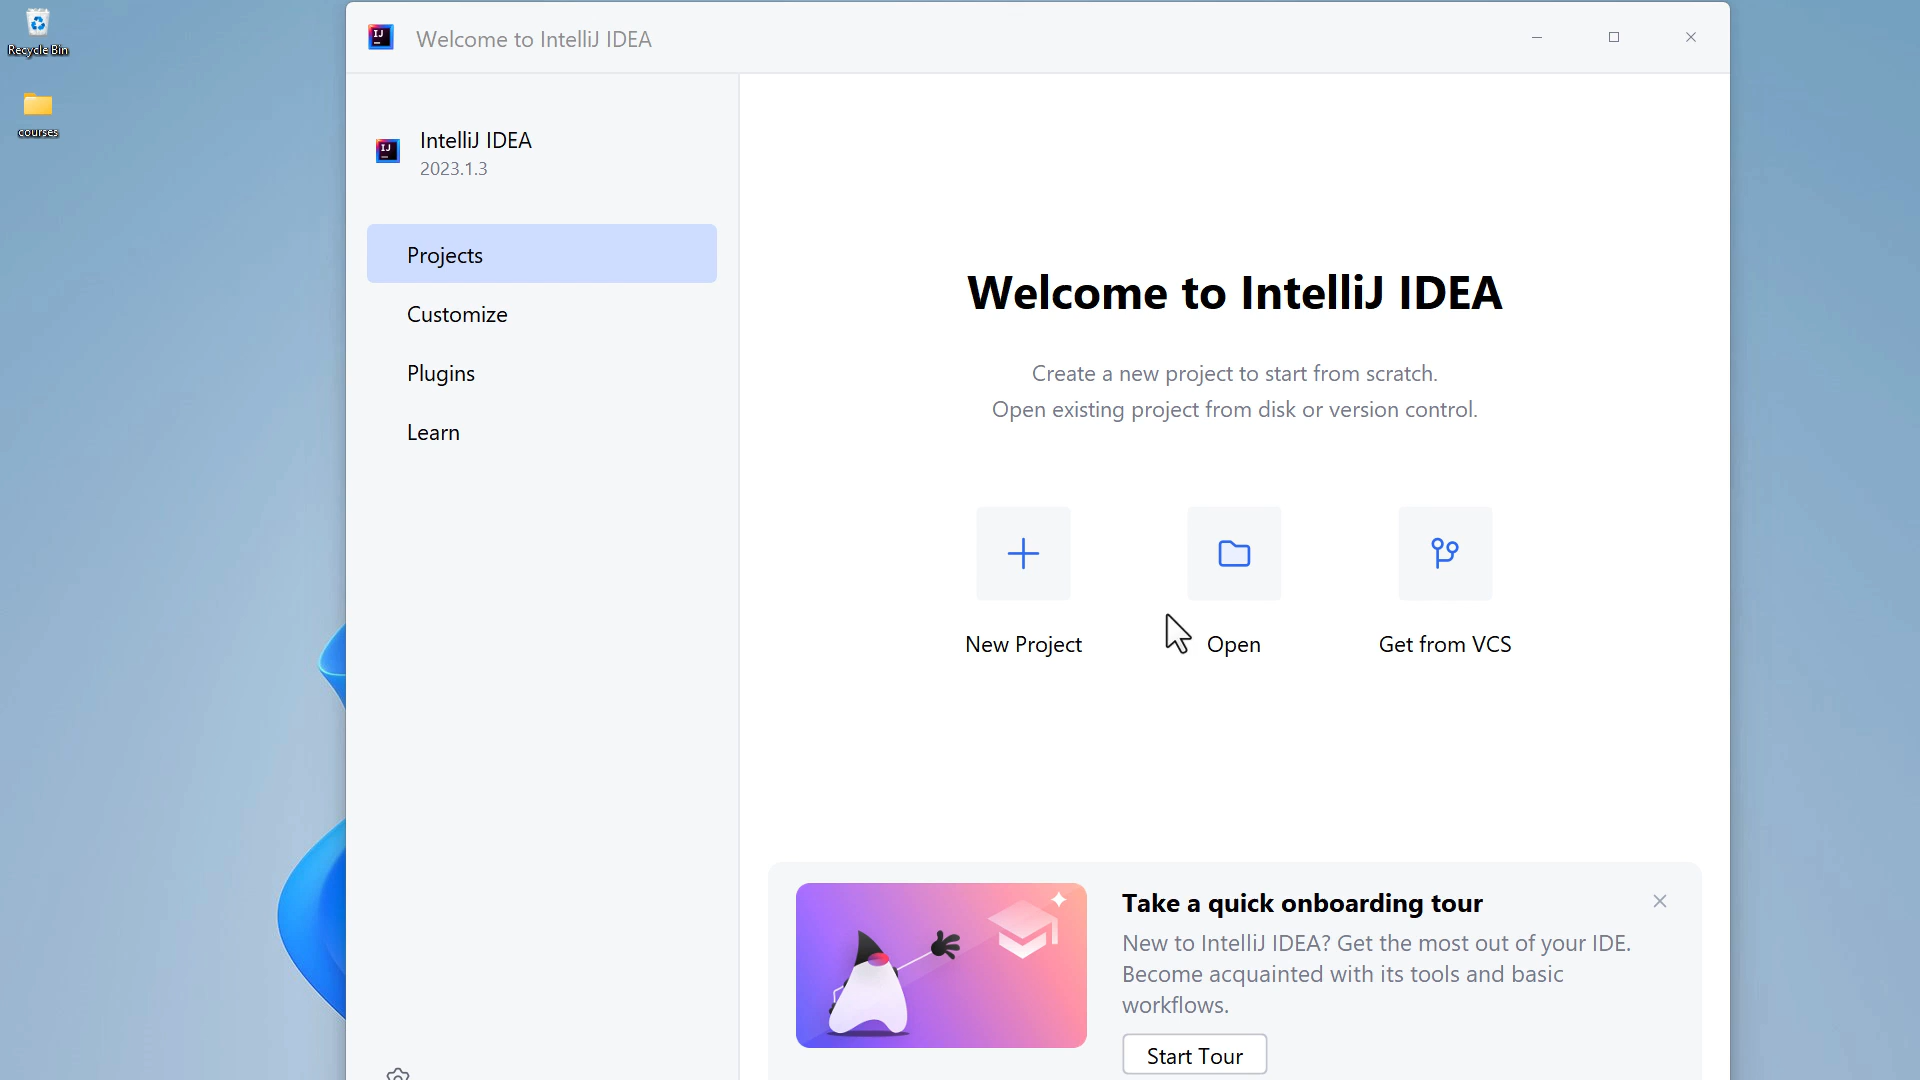 Recycle Bin
courses
IJ
Welcome to IntelliJ IDEA
IJ
IntelliJ IDEA
2023.1.3
Projects
Customize
Plugins
Learn
Welcome to IntelliJ IDEA
Create a new project to start from scratch.
Open existing project from disk or version control.
New Project
Open
Get from VCS
Take a quick onboarding tour
New to IntelliJ IDEA? Get the most out of your IDE.
Become acquainted with its tools and basic
workflows.
Start Tour